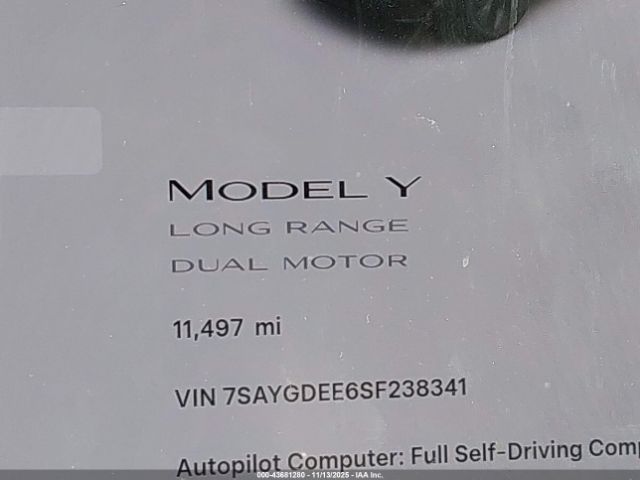 MODEL Y
LONG RANGE
DUAL MOTOR
11,497 mi
VIN 7SAYGDEE6SF238341
Autopilot Computer: Full Self-Driving Comp
000-43681280 - 11/13/2025 - IAA Inc.